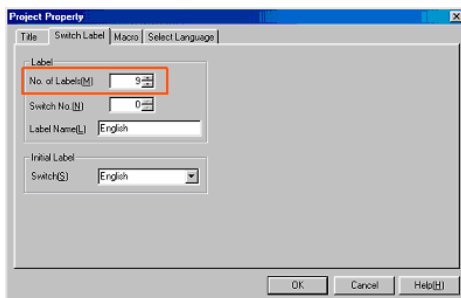 Project Property
Title Switch Label Macro Select Language
Label
No. of Labels(M) 9
Switch No.(N) 0
Label Name(L) English
Initial Label
Switch(S) English
OK Cancel Help(H)